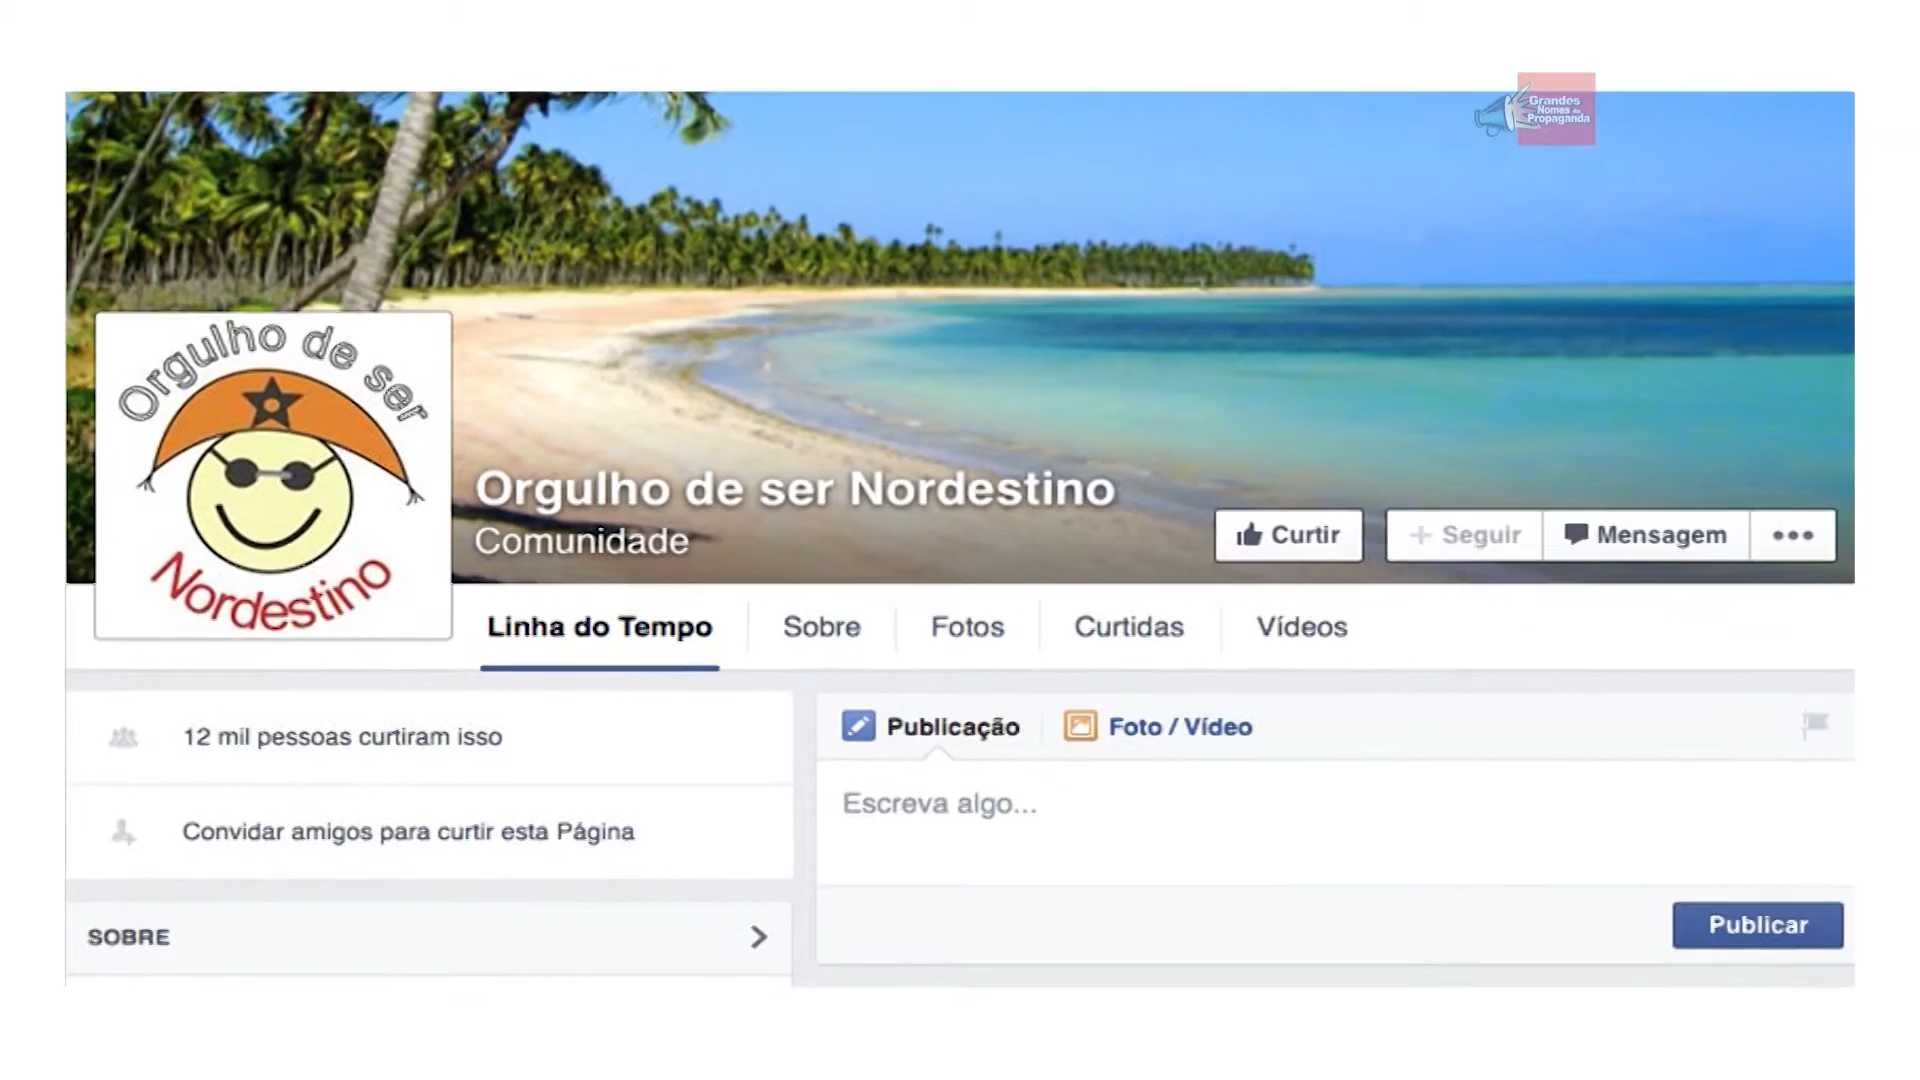 Grandes
Nomes da
Propaganda
Orgulho de ser
Nordestino
Orgulho de ser Nordestino
Comunidade
Curtir
Seguir
Mensagem
Linha do Tempo
Sobre
Fotos
Curtidas
Vídeos
12 mil pessoas curtiram isso
Convidar amigos para curtir esta Página
SOBRE
Publicação
Foto / Vídeo
Escreva algo...
Publicar